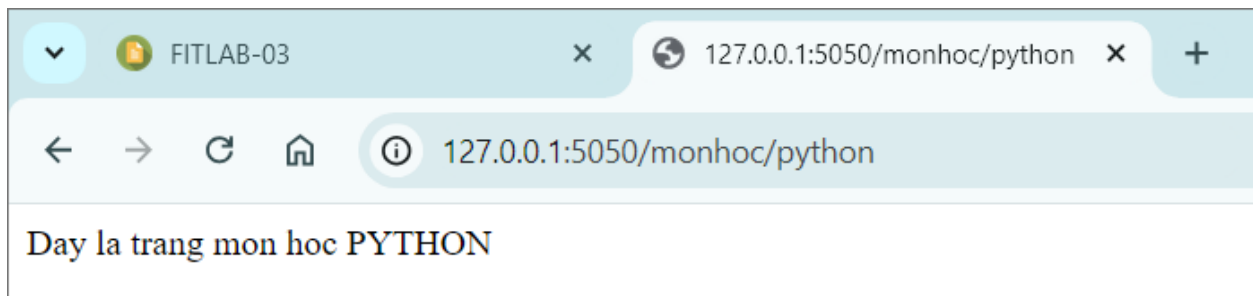 FITLAB-03
127.0.0.1:5050/monhoc/python
127.0.0.1:5050/monhoc/python
Day la trang mon hoc PYTHON